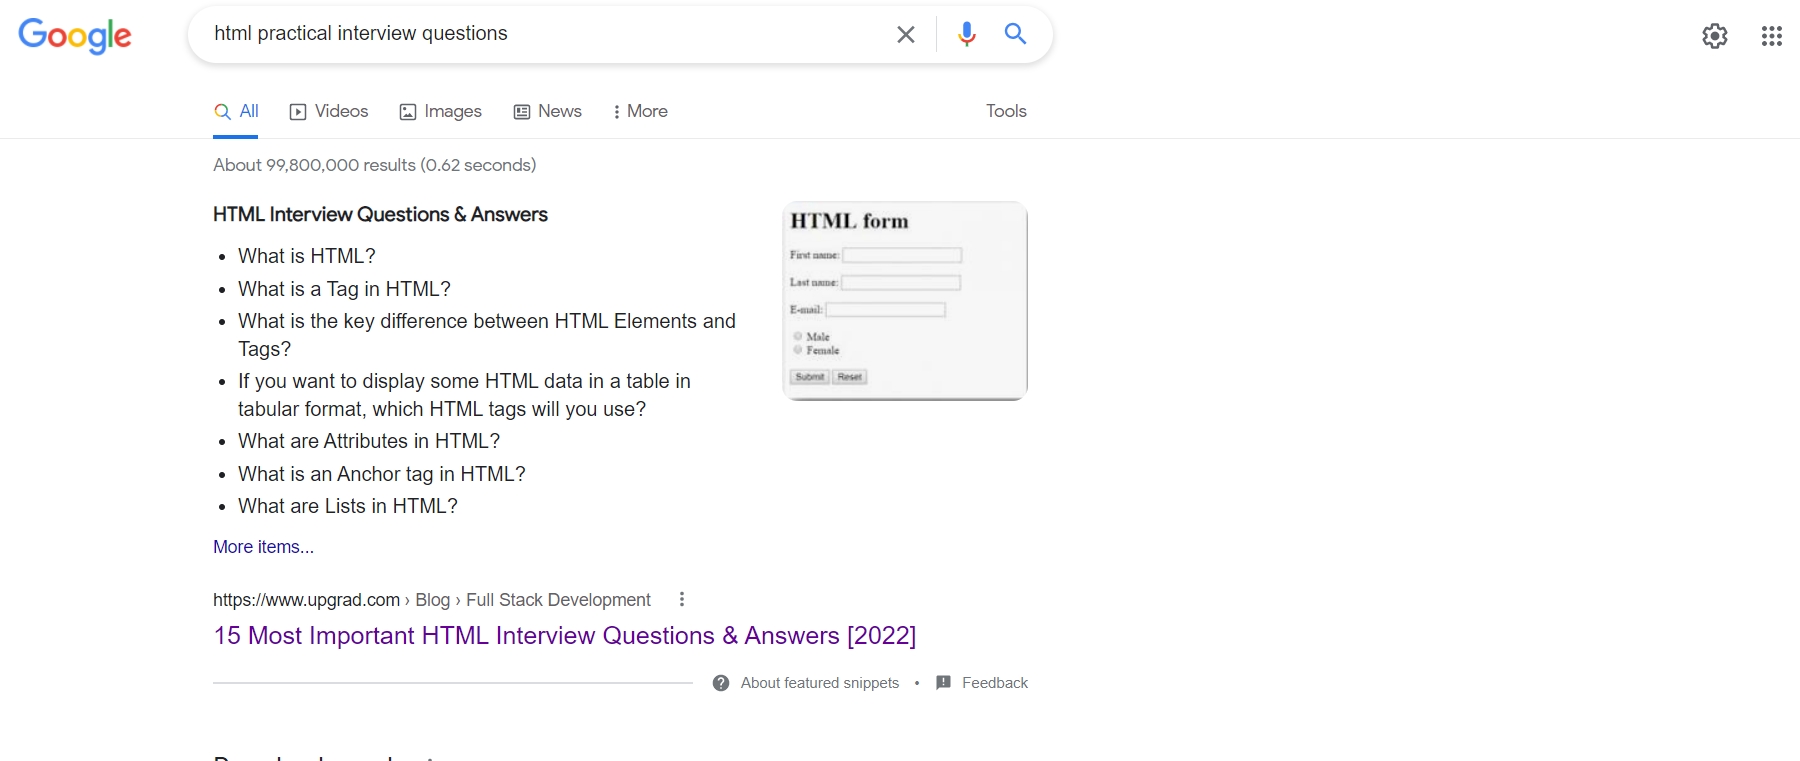 Google
html practical interview questions
All
Videos
Images
News
More
Tools
About 99,800,000 results (0.62 seconds)
HTML Interview Questions & Answers
What is HTML?
What is a Tag in HTML?
What is the key difference between HTML Elements and
Tags?
If you want to display some HTML data in a table in
tabular format, which HTML tags will you use?
What are Attributes in HTML?
What is an Anchor tag in HTML?
What are Lists in HTML?
More items...
HTML form
First name:
Last name:
E-mail:
Male
Female
Submit Reset
https://www.upgrad.com › Blog › Full Stack Development
15 Most Important HTML Interview Questions & Answers [2022]
About featured snippets • Feedback